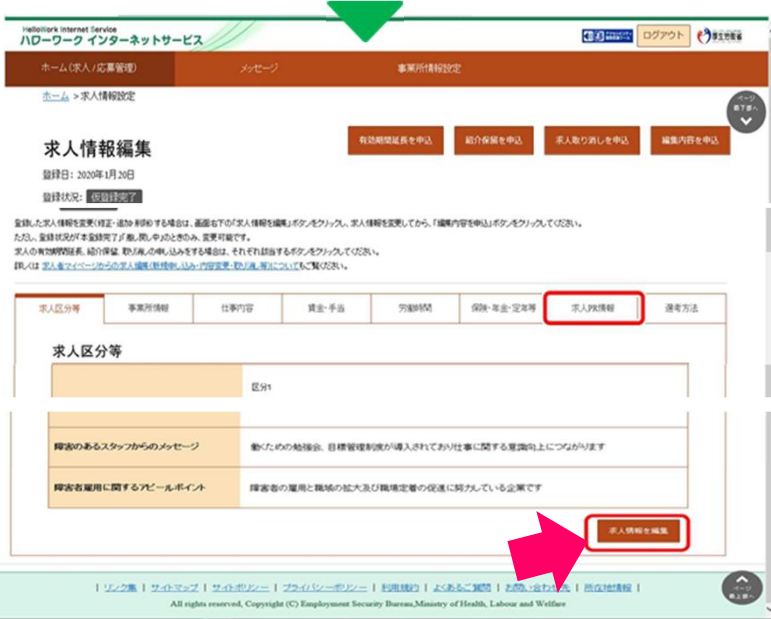 HelloWork Internet Service
ハローワーク インターネットサービス
ログアウト
厚生労働省
ホーム(求人/応募管理) メッセージ 事業所情報設定
ホーム > 求人情報設定
ページ
最下部へ
求人情報編集
有効期間延長を申込 紹介保留を申込 求人取り消しを申込 編集内容を申込
登録日: 2020年1月20日
登録状況: 仮登録完了
登録した求人情報を変更(修正・追加・削除)する場合は、画面右下の「求人情報を編集」ボタンをクリックし、求人情報を変更してから、「編集内容を申込」ボタンをクリックしてください。
ただし、登録状況が「本登録完了」「差し戻し中」のときのみ、変更可能です。
求人の有効期間延長、紹介保留、取り消しの申し込みをする場合は、それぞれ該当するボタンをクリックしてください。
詳しくは 求人者マイページからの求人編集(新規申し込み・内容変更・取り消し等)についてもご覧ください。
求人区分等 事業所情報 仕事内容 賃金・手当 労働時間 保険・年金・定年等 求人PR情報 選考方法
求人区分等
区分1
障害のあるスタッフからのメッセージ 働くための勉強会、目標管理制度が導入されており仕事に関する意識向上につながります
障害者雇用に関するアピールポイント 障害者の雇用と職域の拡大及び職場定着の促進に努力している企業です
求人情報を編集
| リンク集 | サイトマップ | サイトポリシー | プライバシーポリシー | 利用規約 | よくあるご質問 | お問い合わせ先 | 所在地情報 |
All rights reserved, Copyright (C) Employment Security Bureau,Ministry of Health, Labour and Welfare
ページ
最上部へ